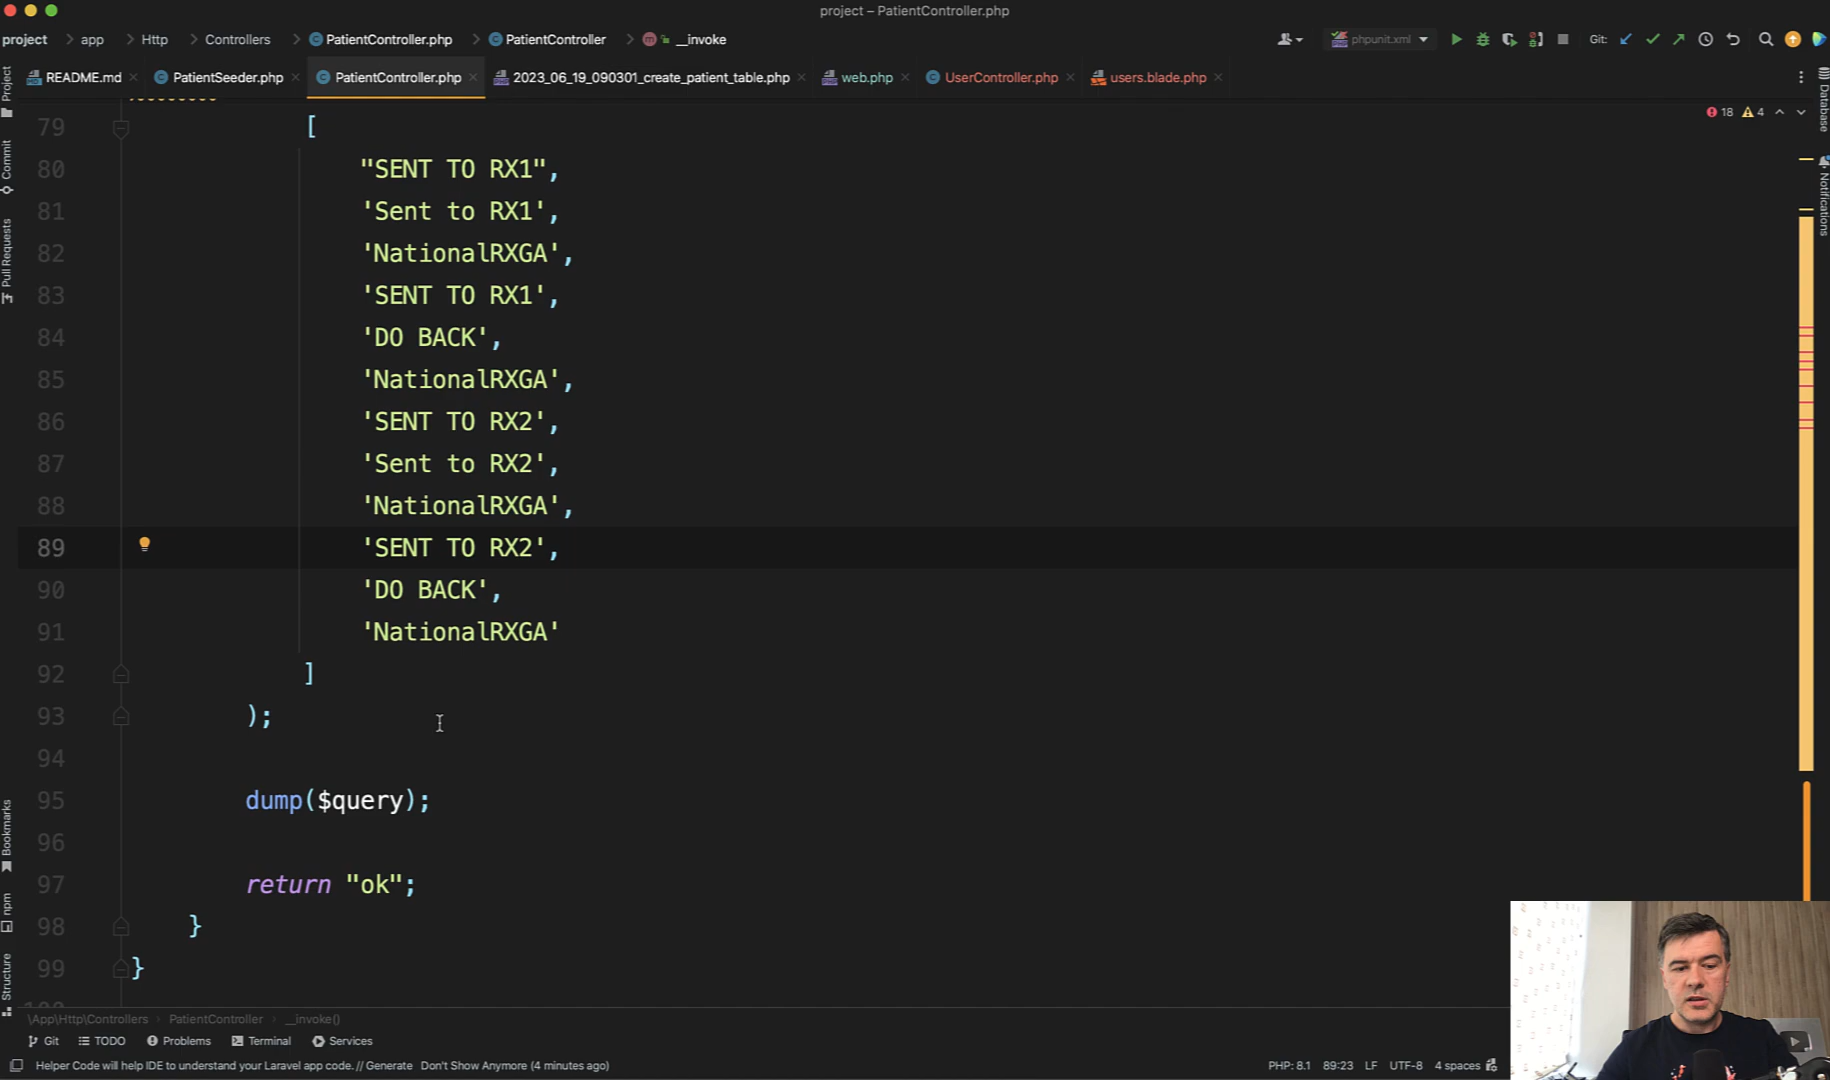 project – PatientController.php
project > app > Http > Controllers > PatientController.php > PatientController > __invoke
phpunit.xml
Git:
README.md
PatientSeeder.php
PatientController.php
2023_06_19_090301_create_patient_table.php
web.php
UserController.php
users.blade.php
18
4
Project
Commit
Pull Requests
Bookmarks
npm
Structure
Database
Notifications
79 [
80 "SENT TO RX1",
81 'Sent to RX1',
82 'NationalRXGA',
83 'SENT TO RX1',
84 'DO BACK',
85 'NationalRXGA',
86 'SENT TO RX2',
87 'Sent to RX2',
88 'NationalRXGA',
89 'SENT TO RX2',
90 'DO BACK',
91 'NationalRXGA'
92 ]
93 );
94
95 dump($query);
96
97 return "ok";
98 }
99 }
\App\Http\Controllers > PatientController > __invoke()
Git
TODO
Problems
Terminal
Services
Helper Code will help IDE to understand your Laravel app code. // Generate Don't Show Anymore (4 minutes ago)
PHP: 8.1 89:23 LF UTF-8 4 spaces